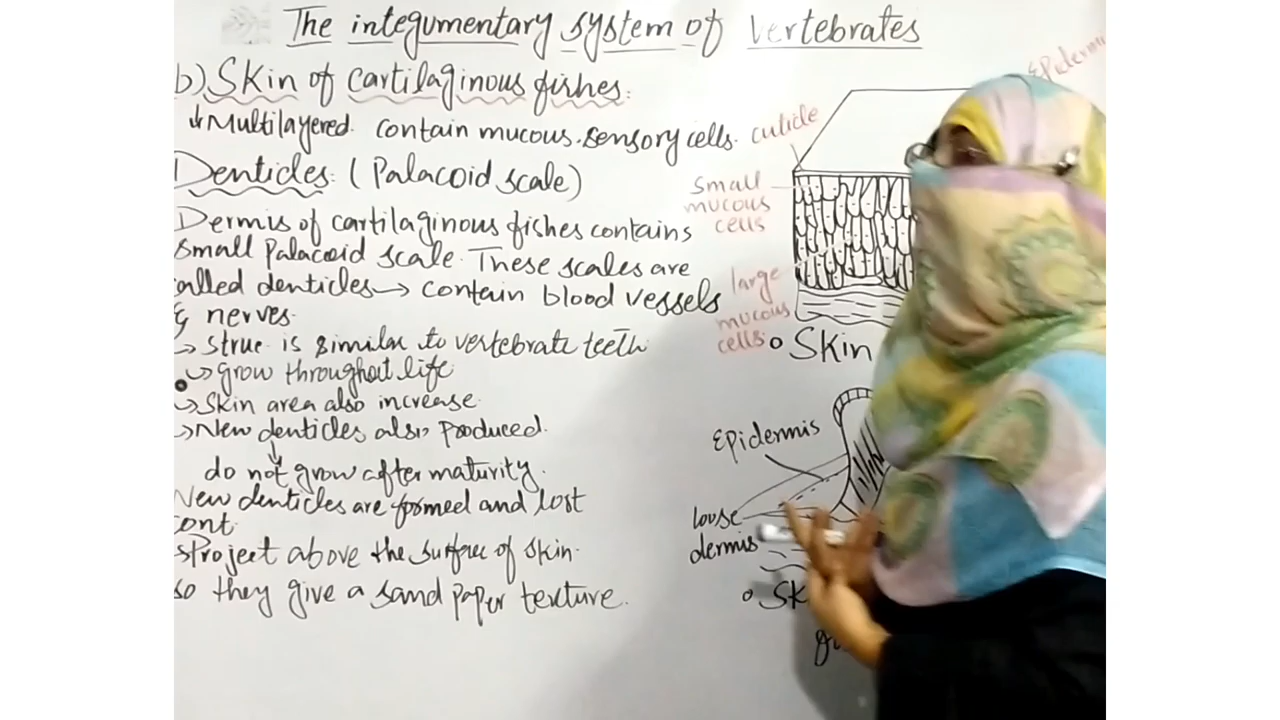 The integumentary system of vertebrates
b) Skin of cartilaginous fishes:
Multilayered. contain mucous. sensory cells.
Denticles: (Palacoid scale)
Dermis of cartilaginous fishes contains
small Palacoid scale. These scales are
alled denticles → contain blood vessels
& nerves.
→ strue is similar to vertebrate teeth
→ grow throughout life
→ Skin area also increase.
→ New denticles also produced.
do not grow after maturity.
New denticles are formed and lost
cont.
Project above the surface of skin.
so they give a sand paper texture.
Epidermis
cuticle
small
mucous
cells
large
mucous
cells.
Skin
Epidermis
loose
dermis
Sk